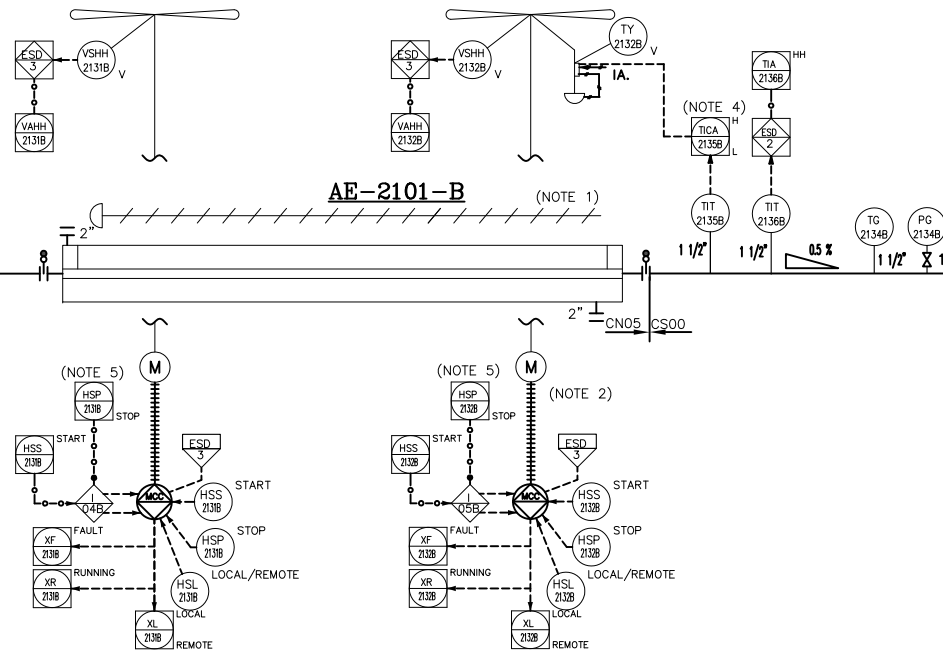 ESD
3
VSHH
2131B
V
VAHH
2131B
ESD
3
VSHH
2132B
V
VAHH
2132B
TY
2132B
V
IA.
TIA
2136B
HH
(NOTE 4)
TICA
2135B
H
L
ESD
2
AE-2101-B
(NOTE 1)
TIT
2135B
TIT
2136B
TG
2134B
PG
2134B
2"
1 1/2"
1 1/2"
0.5 %
1 1/2"
1
2"
CN05
CS00
M
M
(NOTE 5)
HSP
2131B
STOP
HSS
2131B
START
ESD
3
I
04B
MCC
HSS
2131B
START
HSP
2131B
STOP
HSL
2131B
LOCAL/REMOTE
LOCAL
XF
2131B
FAULT
XR
2131B
RUNNING
XL
2131B
REMOTE
(NOTE 5)
HSP
2132B
STOP
(NOTE 2)
HSS
2132B
START
ESD
3
I
05B
MCC
HSS
2132B
START
HSP
2132B
STOP
HSL
2132B
LOCAL/REMOTE
LOCAL
XF
2132B
FAULT
XR
2132B
RUNNING
XL
2132B
REMOTE